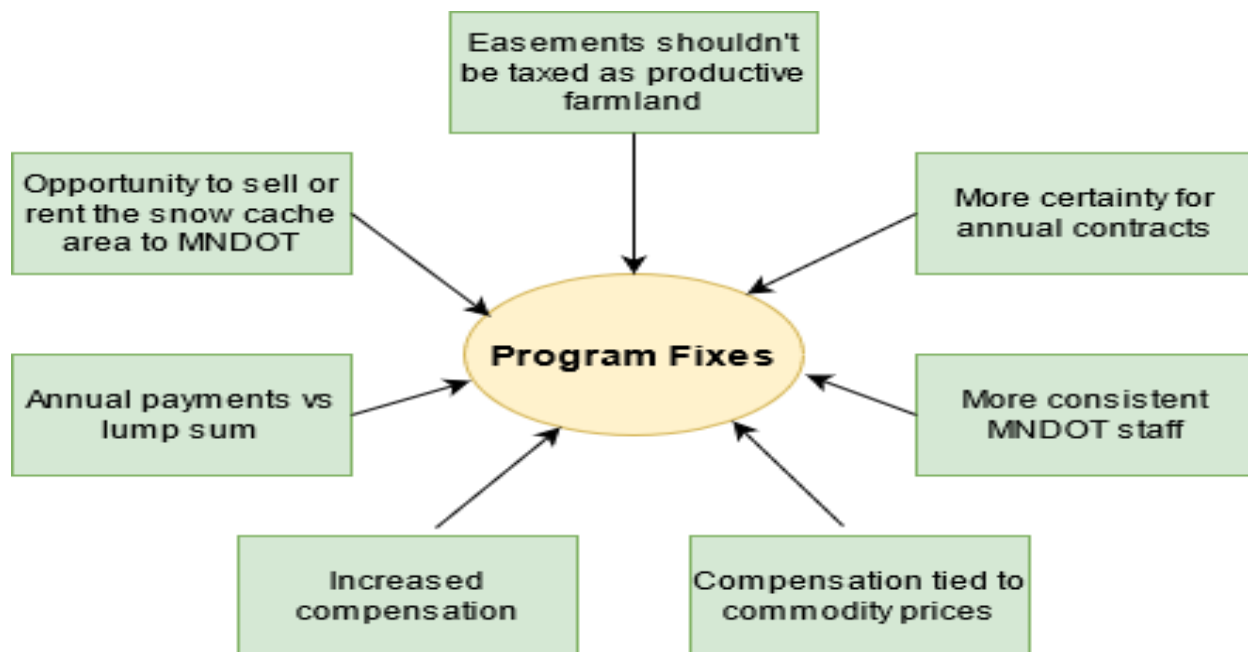 Easements shouldn't
be taxed as productive
farmland
Opportunity to sell or
rent the snow cache
area to MNDOT
More certainty for
annual contracts
Program Fixes
Annual payments vs
lump sum
More consistent
MNDOT staff
Increased
compensation
Compensation tied to
commodity prices